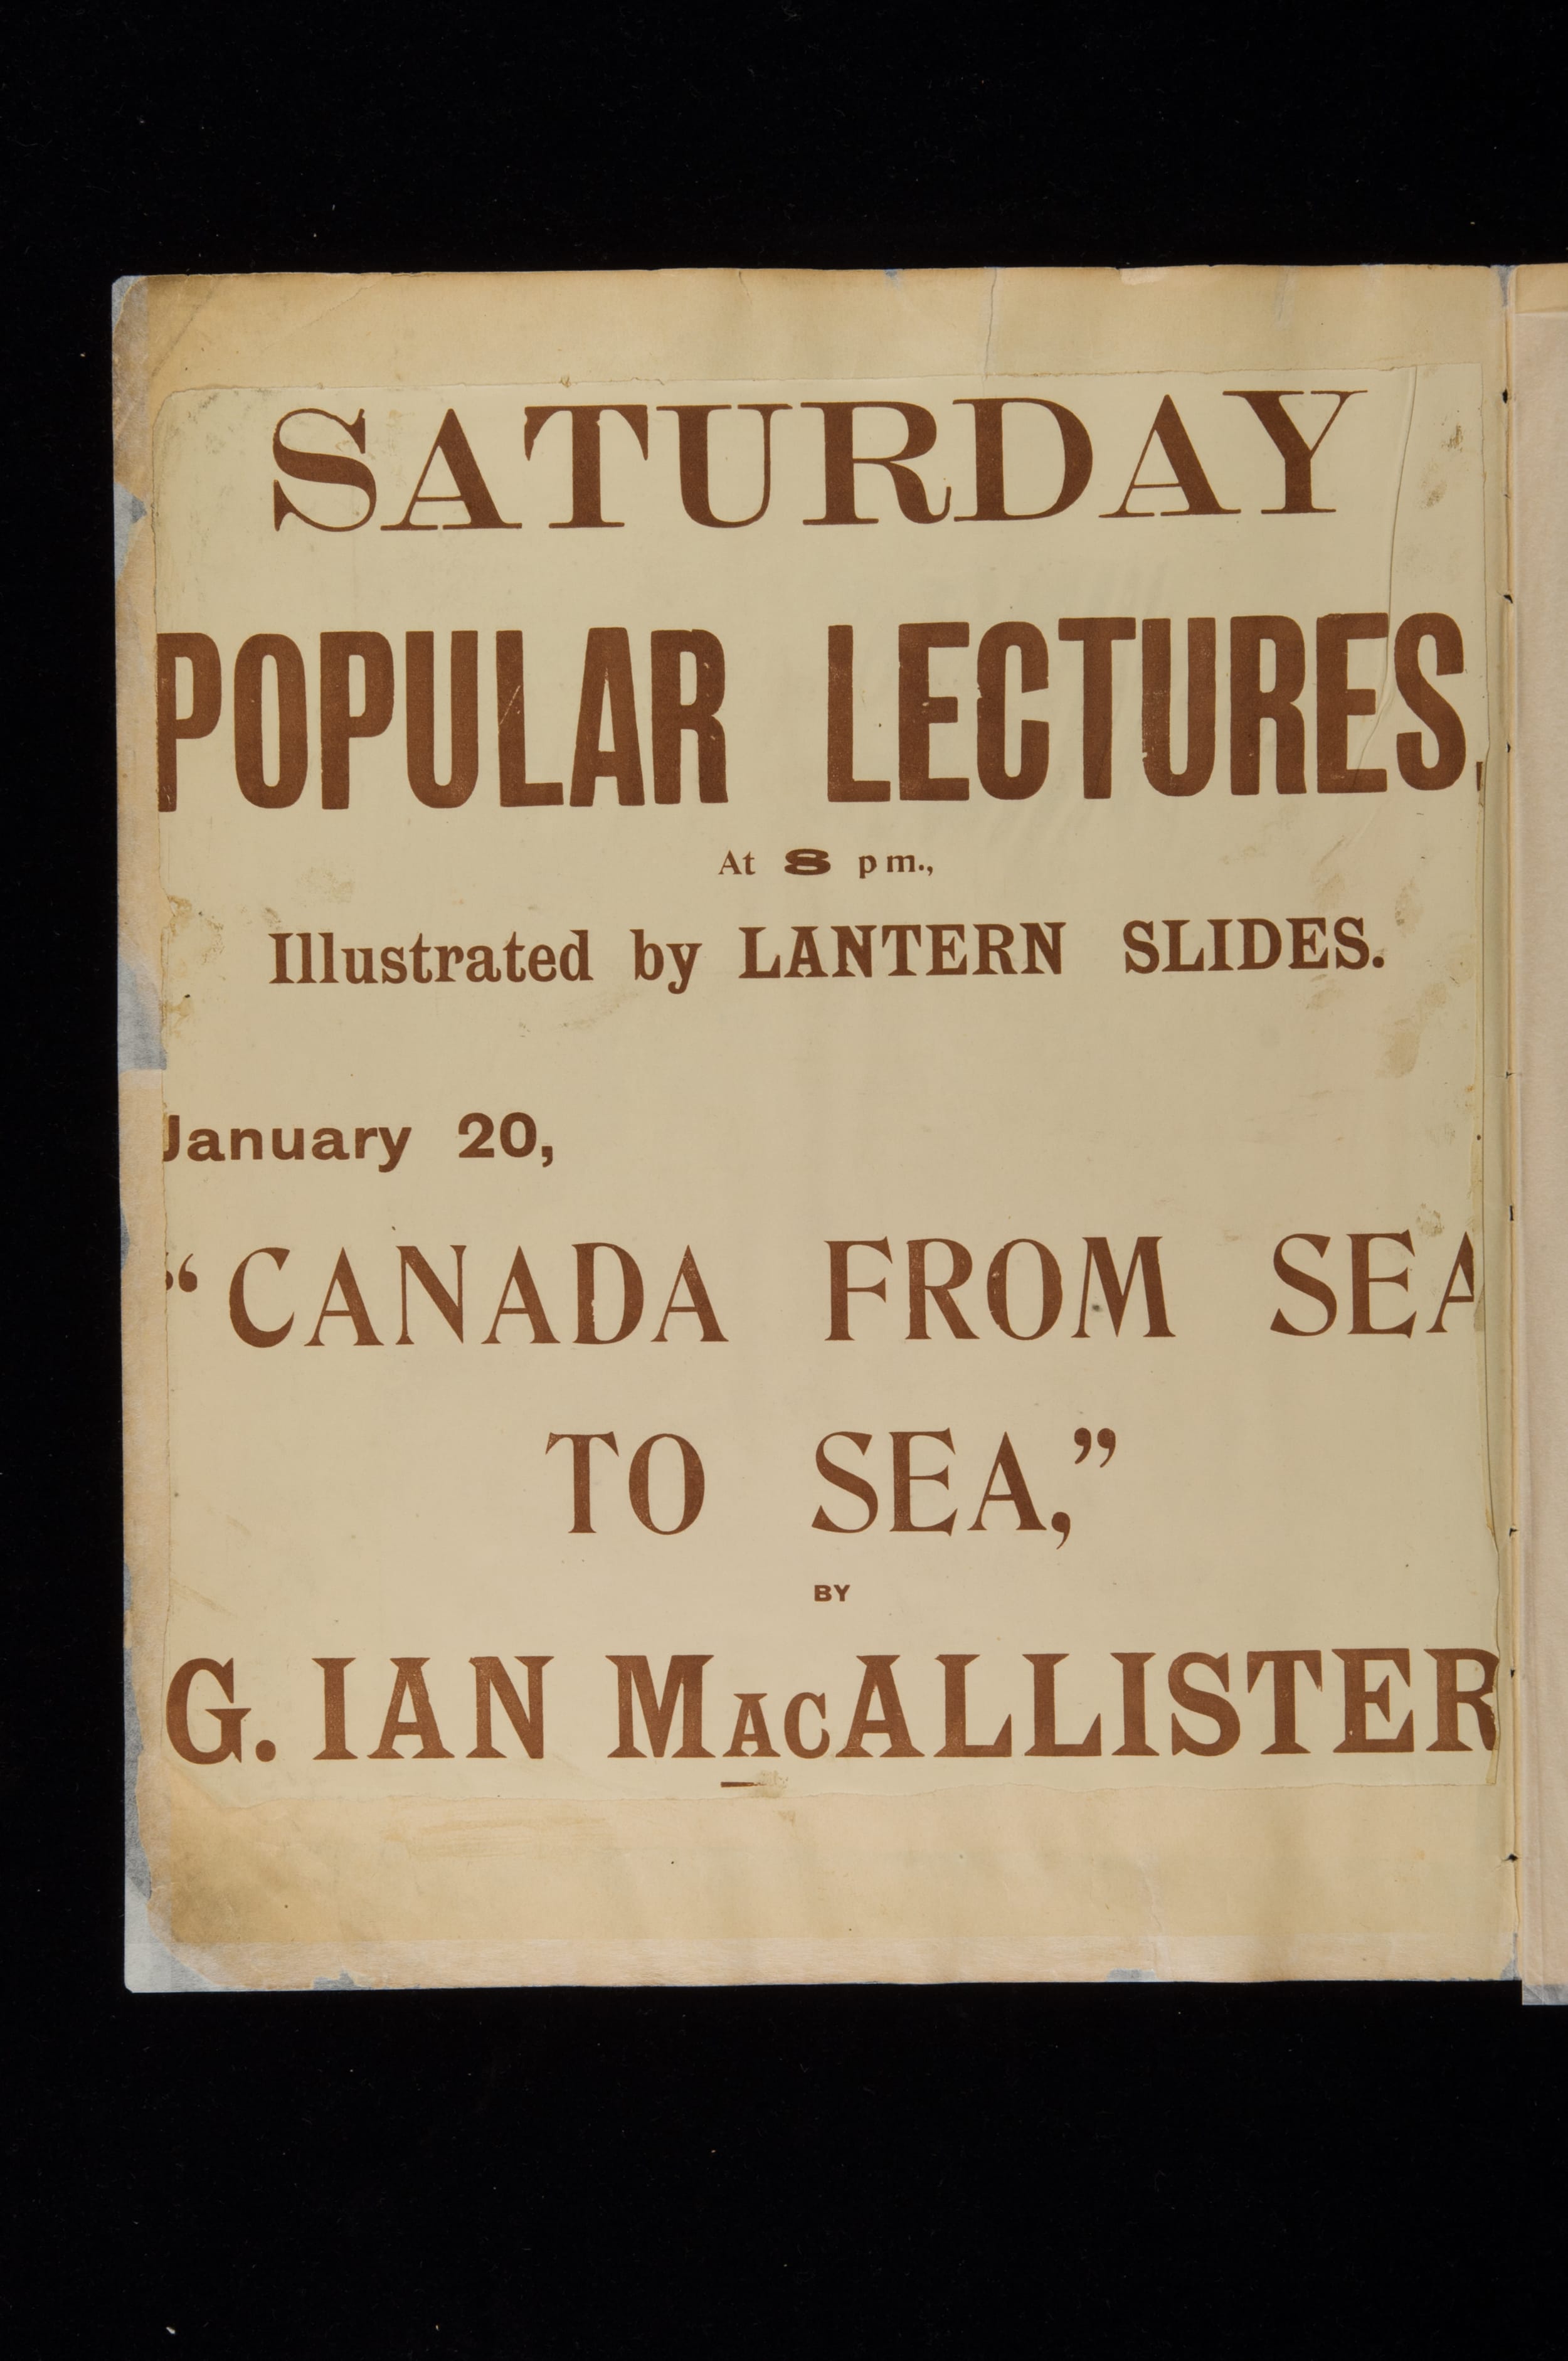 SATURDAY
POPULAR LECTURES,
At 8 pm.,
Illustrated by LANTERN SLIDES.
January 20,
“CANADA FROM SEA
TO SEA,”
BY
G. IAN MacALLISTER